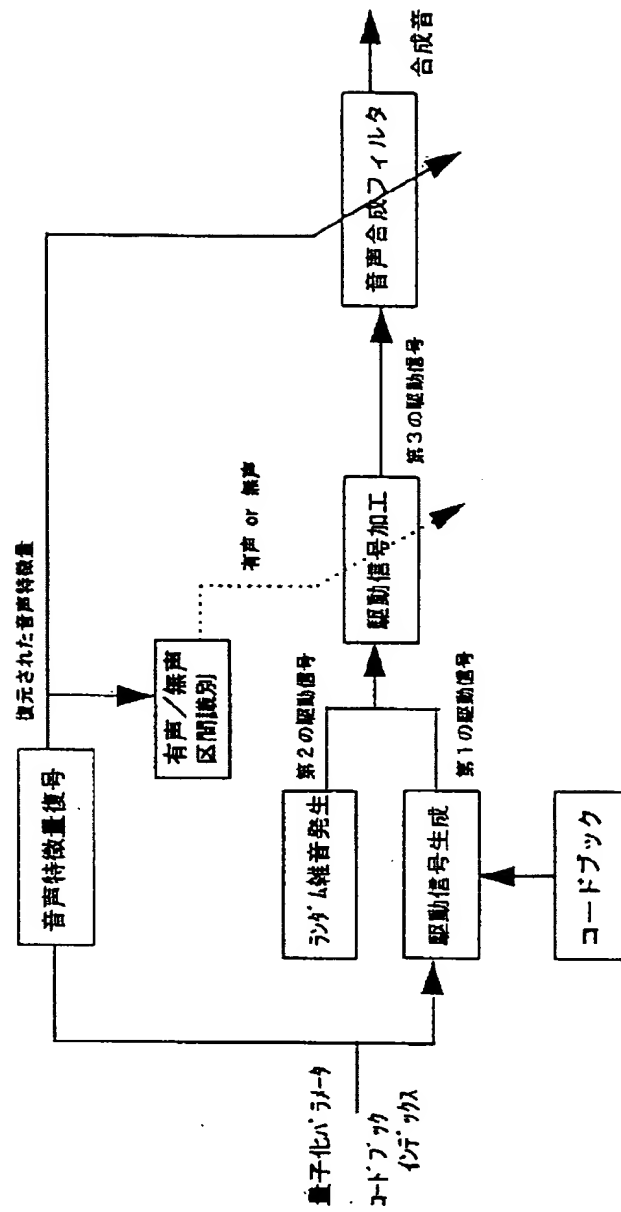 量子化パラメータ
コードブック
インデックス
音声特徴量復号
復元された音声特徴量
有声／無声
区間識別
有声 or 無声
ランダム雑音発生
第2の駆動信号
駆動信号生成
第1の駆動信号
コードブック
駆動信号加工
第3の駆動信号
音声合成フィルタ
合成音